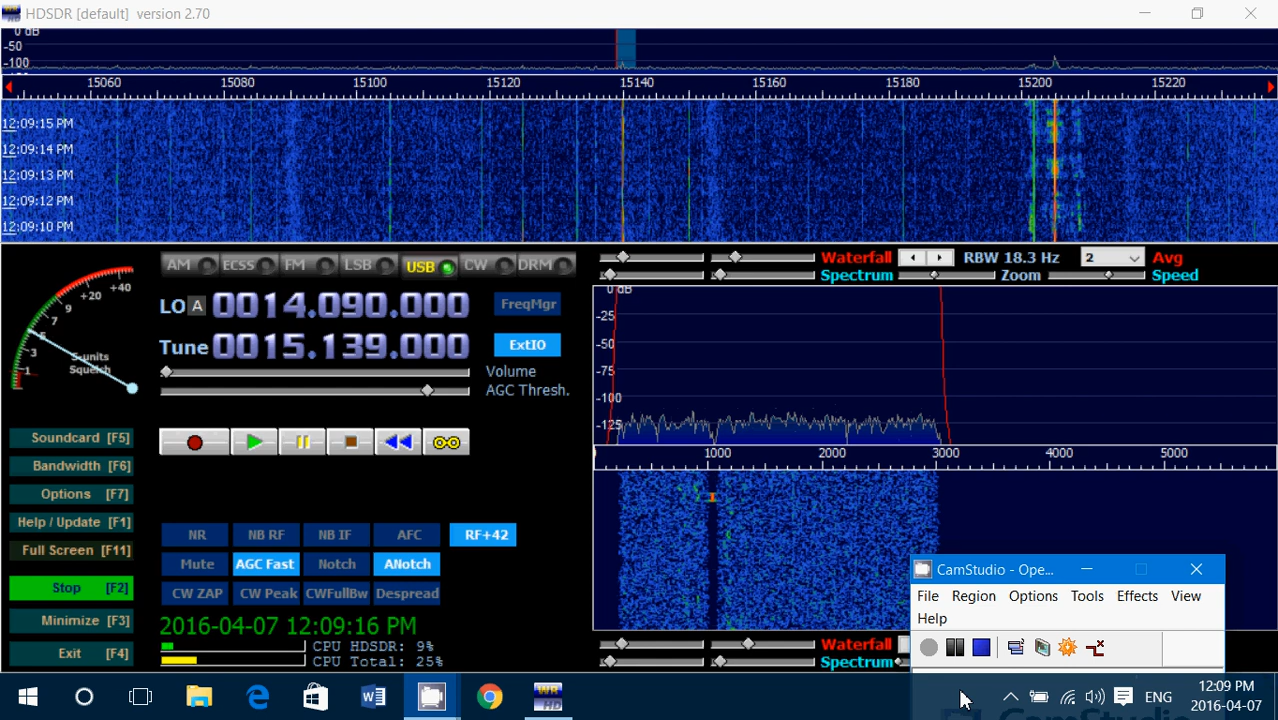 HDSDR [default] version 2.70
0 dB
-50
-100
15060 15080 15100 15120 15140 15160 15180 15200 15220
12:09:15 PM
12:09:14 PM
12:09:13 PM
12:09:12 PM
12:09:10 PM
AM ECSS FM LSB USB CW DRM
Waterfall RBW 18.3 Hz 2 Avg
Spectrum Zoom Speed
+40
+20
9
7
5
3
1
S-units
Squelch
LO A 0014.090.000 FreqMgr
Tune 0015.139.000 ExtIO
Volume
AGC Thresh.
0 dB
-25
-50
-75
-100
-125
1000 2000 3000 4000 5000
Soundcard [F5]
Bandwidth [F6]
Options [F7]
Help / Update [F1]
Full Screen [F11]
Stop [F2]
Minimize [F3]
Exit [F4]
NR NB RF NB IF AFC RF+42
Mute AGC Fast Notch ANotch
CW ZAP CW Peak CWFullBw Despread
2016-04-07 12:09:16 PM
CPU HDSDR: 9%
CPU Total: 25%
Waterfall
Spectrum
CamStudio - Ope...
File Region Options Tools Effects View
Help
WR
HD
ENG
12:09 PM
2016-04-07
CamStudio